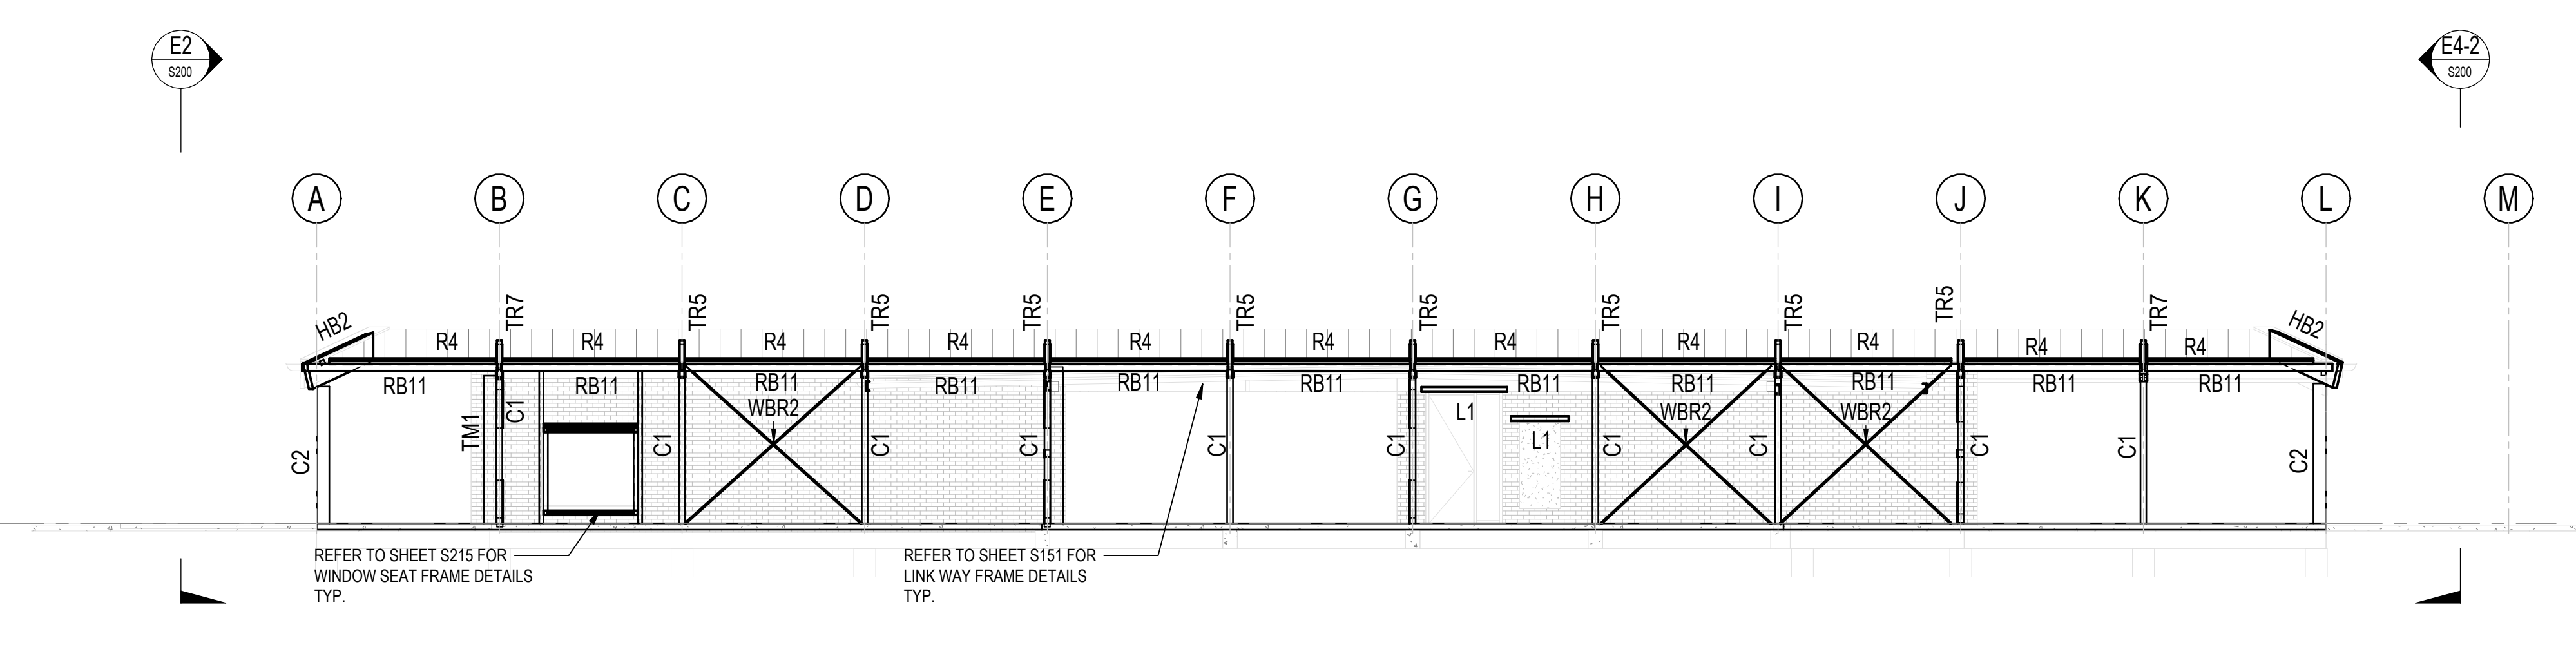 E2
S200
E4-2
S200
A B C D E F G H I J K L M
TR7 TR5 TR5 TR5 TR5 TR5 TR5 TR5 TR5 TR7
HB2 HB2
R4 R4 R4 R4 R4 R4 R4 R4 R4 R4 R4
RB11 RB11 RB11 RB11 RB11 RB11 RB11 RB11 RB11 RB11 RB11
WBR2 WBR2 WBR2
L1
L1
C2 TM1 C1 C1 C1 C1 C1 C1 C1 C1 C1 C1 C2
REFER TO SHEET S215 FOR
WINDOW SEAT FRAME DETAILS
TYP.
REFER TO SHEET S151 FOR
LINK WAY FRAME DETAILS
TYP.